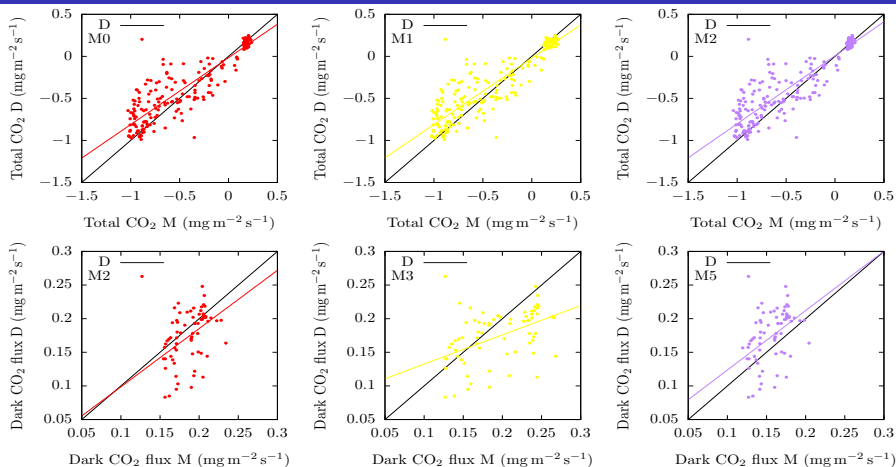 0.5
0
−0.5
−1
−1.5
−1.5 −1 −0.5 0 0.5
Total CO₂ D (mg m⁻² s⁻¹)
Total CO₂ M (mg m⁻² s⁻¹)
D
M0
0.5
0
−0.5
−1
−1.5
−1.5 −1 −0.5 0 0.5
Total CO₂ D (mg m⁻² s⁻¹)
Total CO₂ M (mg m⁻² s⁻¹)
D
M1
0.5
0
−0.5
−1
−1.5
−1.5 −1 −0.5 0 0.5
Total CO₂ D (mg m⁻² s⁻¹)
Total CO₂ M (mg m⁻² s⁻¹)
D
M2
0.3
0.25
0.2
0.15
0.1
0.05
0.05 0.1 0.15 0.2 0.25 0.3
Dark CO₂ flux D (mg m⁻² s⁻¹)
Dark CO₂ flux M (mg m⁻² s⁻¹)
D
M2
0.3
0.25
0.2
0.15
0.1
0.05
0.05 0.1 0.15 0.2 0.25 0.3
Dark CO₂ flux D (mg m⁻² s⁻¹)
Dark CO₂ flux M (mg m⁻² s⁻¹)
D
M3
0.3
0.25
0.2
0.15
0.1
0.05
0.05 0.1 0.15 0.2 0.25 0.3
Dark CO₂ flux D (mg m⁻² s⁻¹)
Dark CO₂ flux M (mg m⁻² s⁻¹)
D
M5